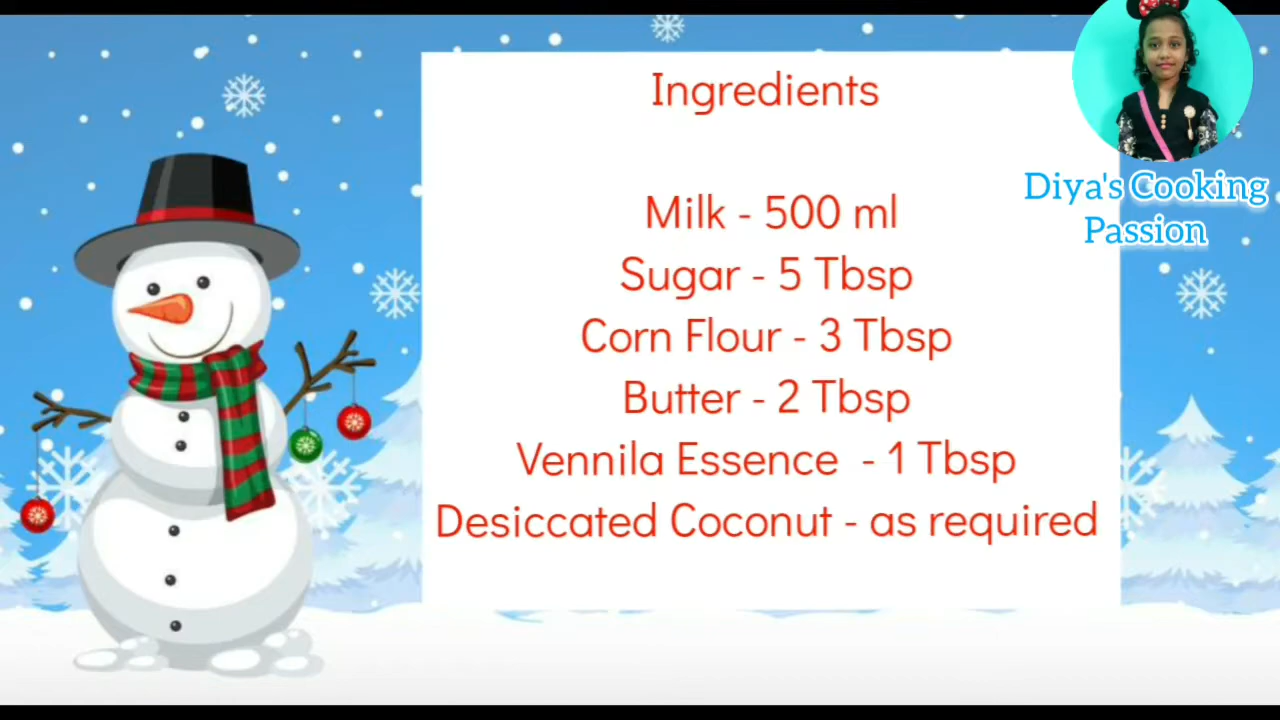 Ingredients
Milk - 500 ml
Sugar - 5 Tbsp
Corn Flour - 3 Tbsp
Butter - 2 Tbsp
Vennila Essence - 1 Tbsp
Desiccated Coconut - as required
Diya's Cooking
Passion